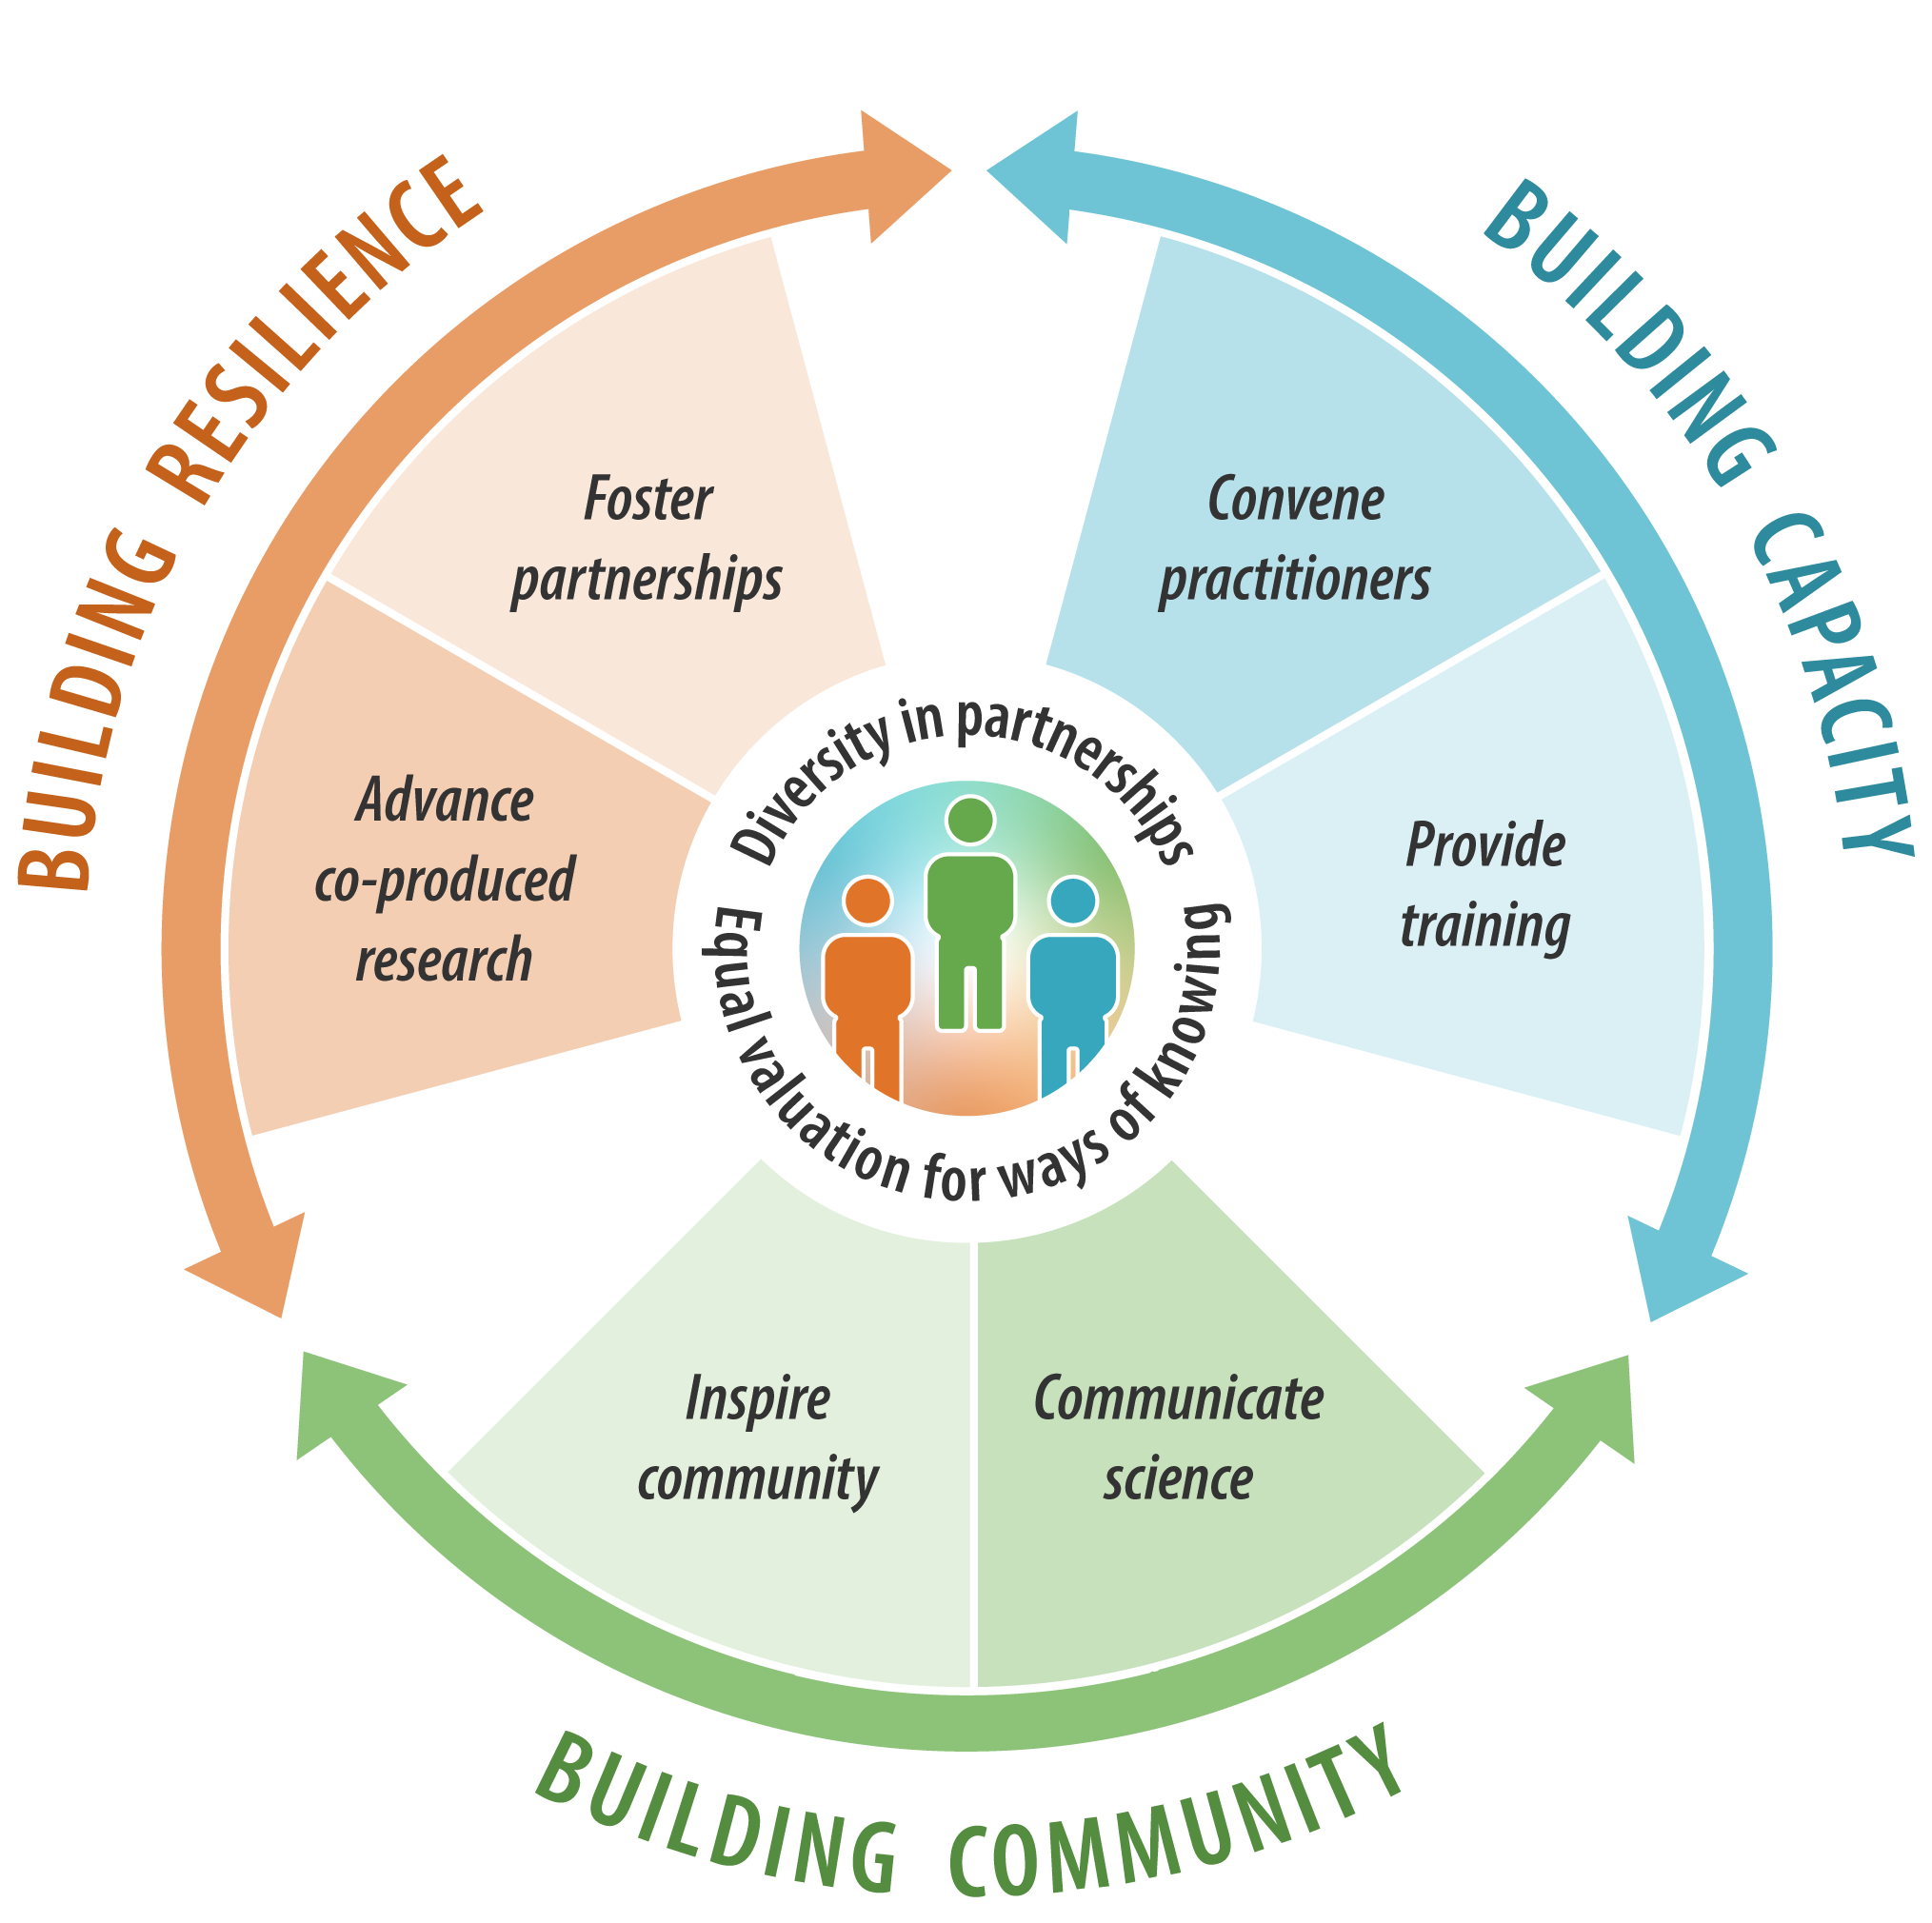 BUILDING RESILIENCE
BUILDING CAPACITY
Foster
partnerships
Convene
practitioners
Advance
co-produced
research
Provide
training
Diversity in partnerships
Equal valuation for ways of knowing
Inspire
community
Communicate
science
BUILDING COMMUNITY